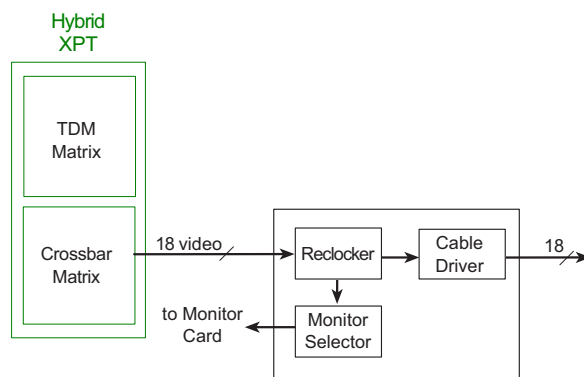 Hybrid
XPT
TDM
Matrix
Crossbar
Matrix
18 video
Reclocker
Cable
Driver
18
to Monitor
Card
Monitor
Selector